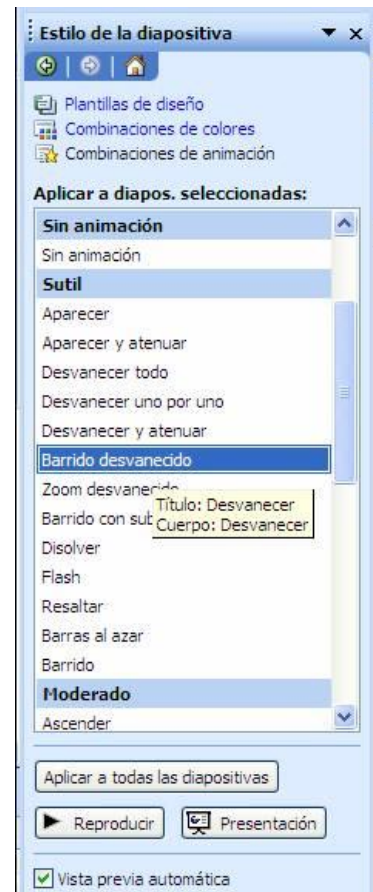 Estilo de la diapositiva
Plantillas de diseño
Combinaciones de colores
Combinaciones de animación
Aplicar a diapos. seleccionadas:
Sin animación
Sin animación
Sutil
Aparecer
Aparecer y atenuar
Desvanecer todo
Desvanecer uno por uno
Desvanecer y atenuar
Barrido desvanecido
Zoom desvanecido
Título: Desvanecer
Barrido con sub
Cuerpo: Desvanecer
Disolver
Flash
Resaltar
Barras al azar
Barrido
Moderado
Ascender
Aplicar a todas las diapositivas
Reproducir Presentación
Vista previa automática